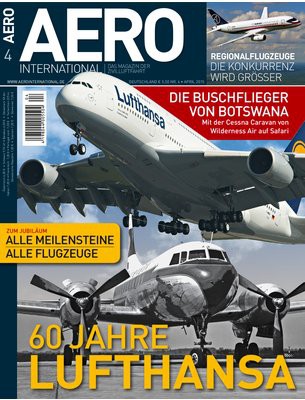 AERO
4
AERO
INTERNATIONAL
DAS MAGAZIN DER
ZIVILLUFTFAHRT
WWW.AEROINTERNATIONAL.DE
REGIONALFLUGZEUGE
DIE KONKURRENZ
WIRD GRÖSSER
DIE BUSCHFLIEGER
VON BOTSWANA
Mit der Cessna Caravan von
Wilderness Air auf Safari
Lufthansa
ZUM JUBILÄUM
ALLE MEILENSTEINE
ALLE FLUGZEUGE
60 JAHRE
LUFTHANSA